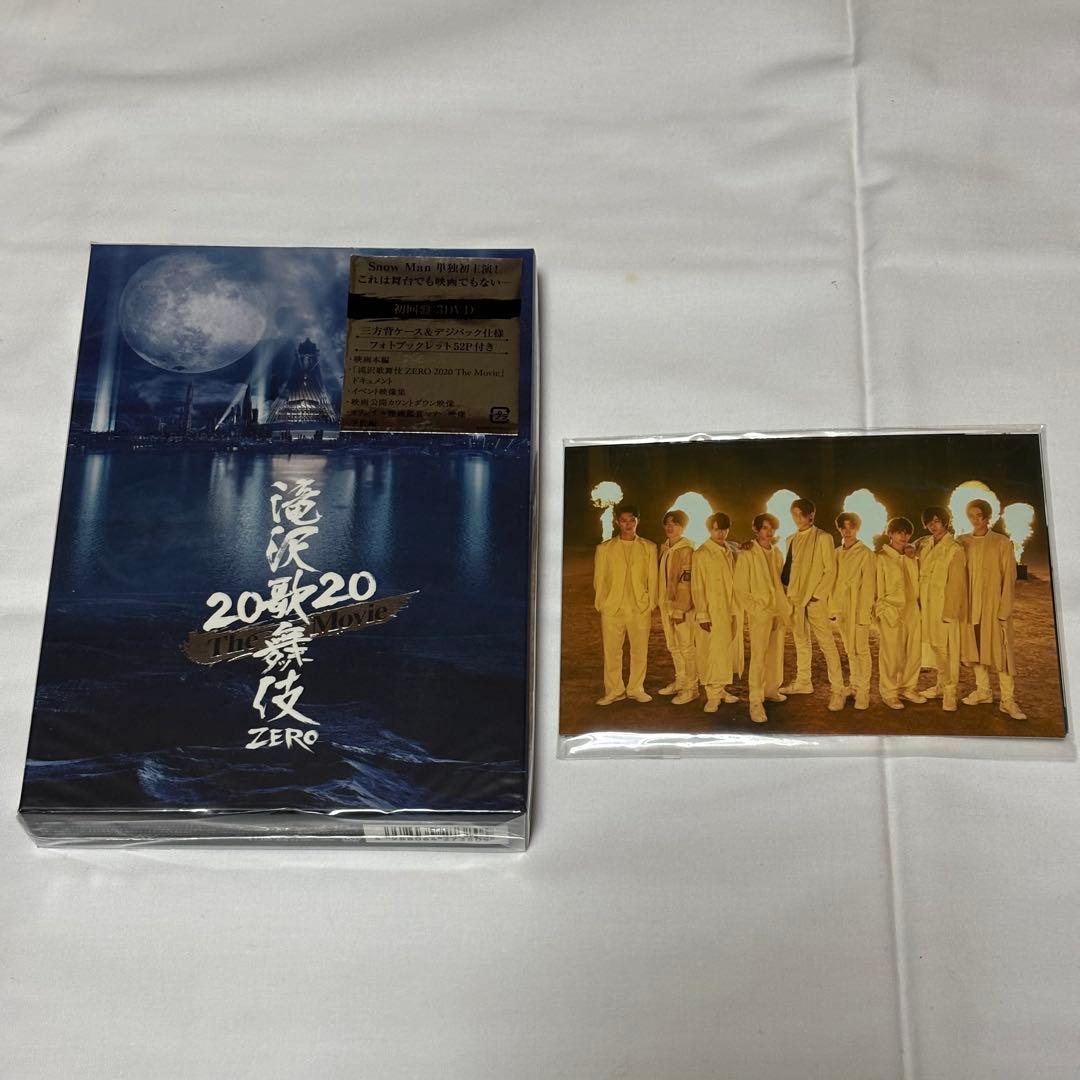 Snow Man 単独初主演!
これは舞台でも映画でもない—
初回盤 3DVD
三方背ケース&デジパック仕様
フォトブックレット52P付き
・映画本編
・「滝沢歌舞伎 ZERO 2020 The Movie」
ドキュメント
・イベント映像集
・映画公開カウントダウン映像
プラ
滝沢歌舞伎
2020
The Movie
ZERO